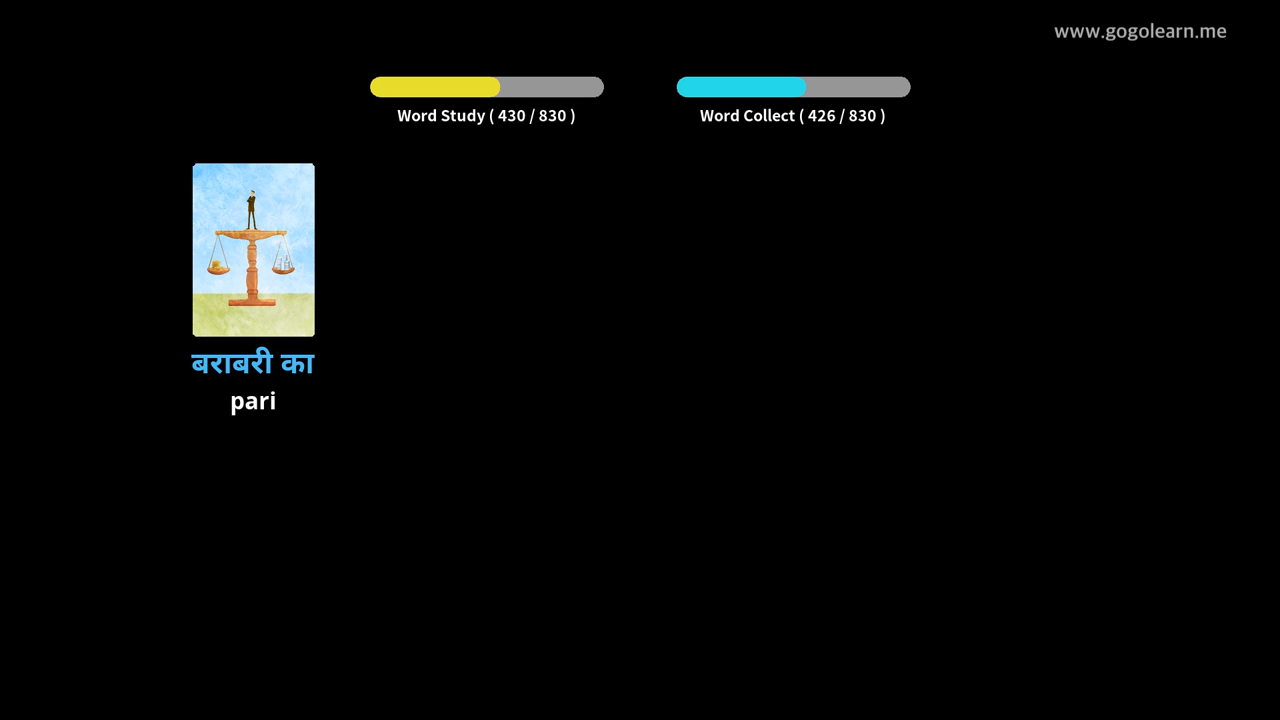 www.gogolearn.me
Word Study ( 430 / 830 )
Word Collect ( 426 / 830 )
बराबरी का
pari